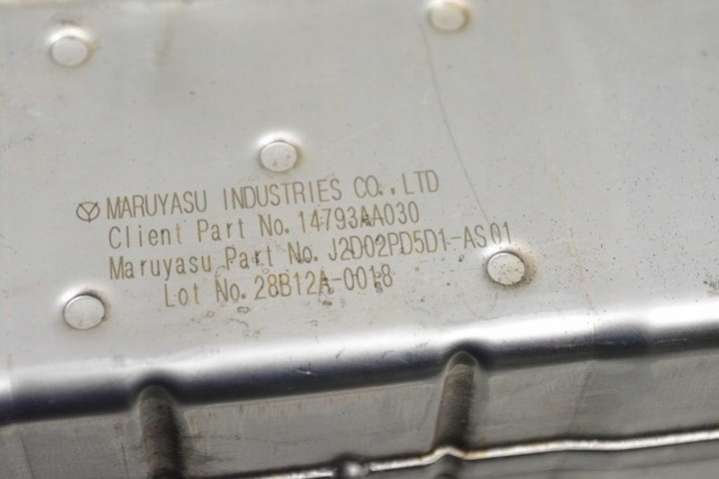 MARUYASU INDUSTRIES CO.,LTD
Client Part No.14793AA030
Maruyasu Part No.J2D02PD5D1-AS01
Lot No.28B12A-0018